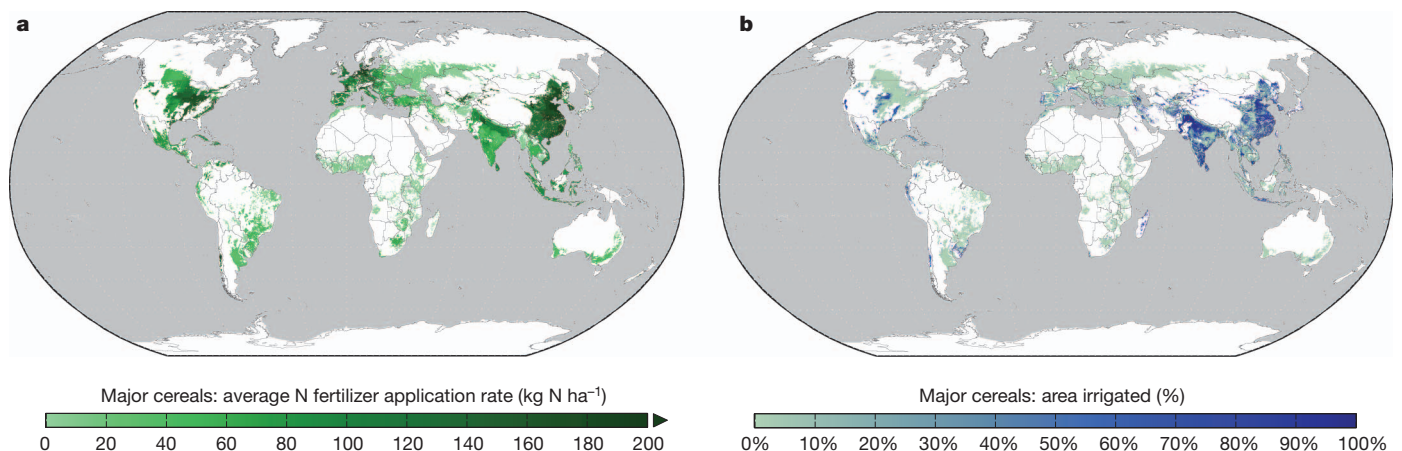 a
b
Major cereals: average N fertilizer application rate (kg N ha⁻¹)
0 20 40 60 80 100 120 140 160 180 200
Major cereals: area irrigated (%)
0% 10% 20% 30% 40% 50% 60% 70% 80% 90% 100%